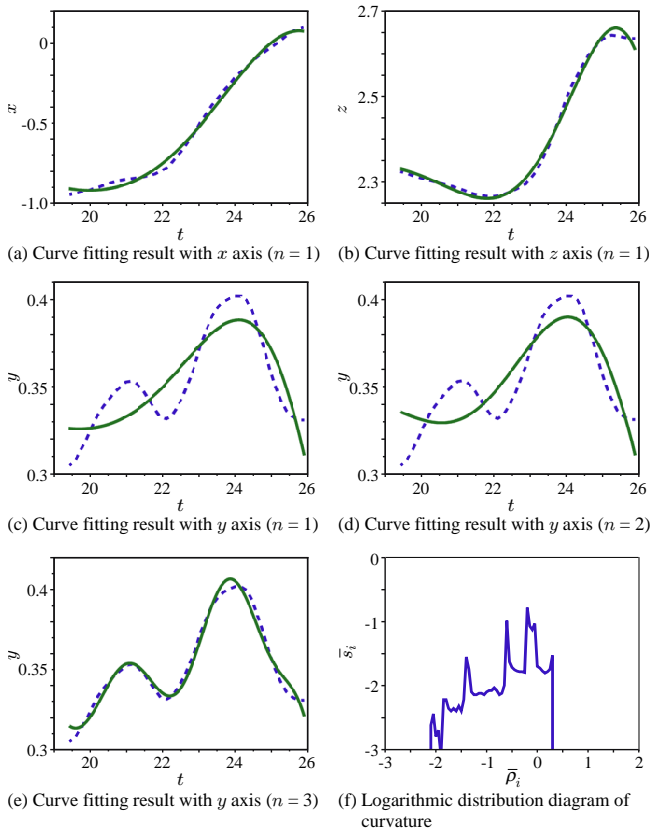 0
-0.5
-1.0
x
20 22 24 26
t
(a) Curve fitting result with x axis (n = 1)
2.7
2.5
2.3
z
20 22 24 26
t
(b) Curve fitting result with z axis (n = 1)
0.4
0.35
0.3
y
20 22 24 26
t
(c) Curve fitting result with y axis (n = 1)
0.4
0.35
0.3
y
20 22 24 26
t
(d) Curve fitting result with y axis (n = 2)
0.4
0.35
0.3
y
20 22 24 26
t
(e) Curve fitting result with y axis (n = 3)
0
-1
-2
-3
s̄ᵢ
-3 -2 -1 0 1 2
ρ̄ᵢ
(f) Logarithmic distribution diagram of
curvature